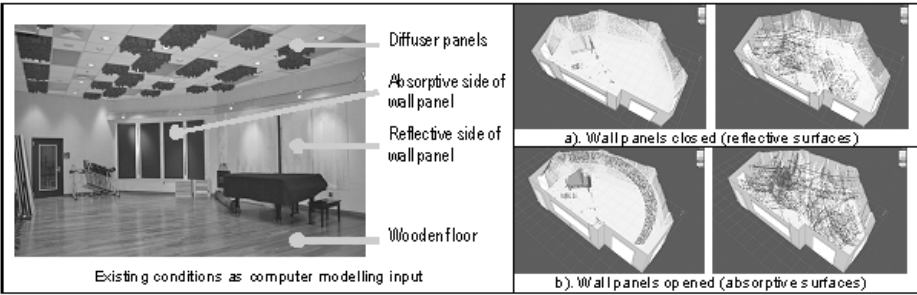 Diffuser panels
Absorptive side of
wall panel
Reflective side of
wall panel
Wooden floor
Existing conditions as computer modelling input
a). Wall panels closed (reflective surfaces)
b). Wall panels opened (absorptive surfaces)